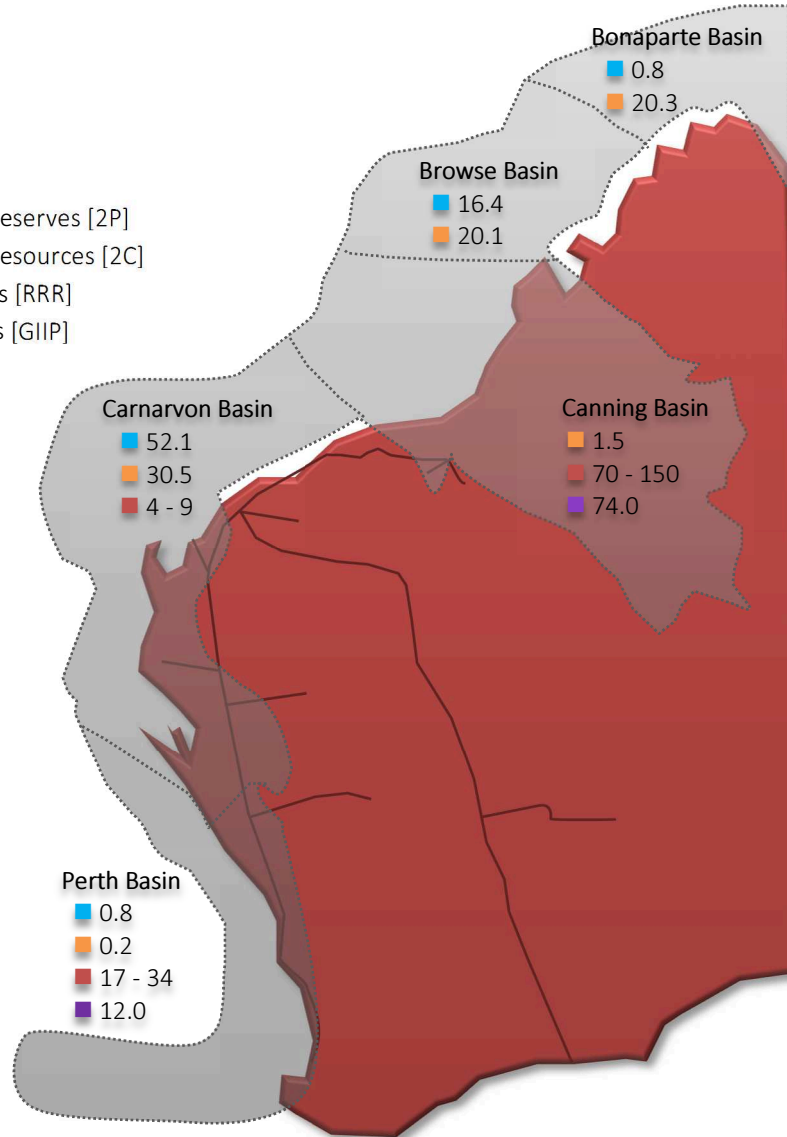 Bonaparte Basin
0.8
20.3
Browse Basin
16.4
20.1
eserves [2P]
esources [2C]
s [RRR]
s [GIIP]
Carnarvon Basin
52.1
30.5
4 - 9
Canning Basin
1.5
70 - 150
74.0
Perth Basin
0.8
0.2
17 - 34
12.0